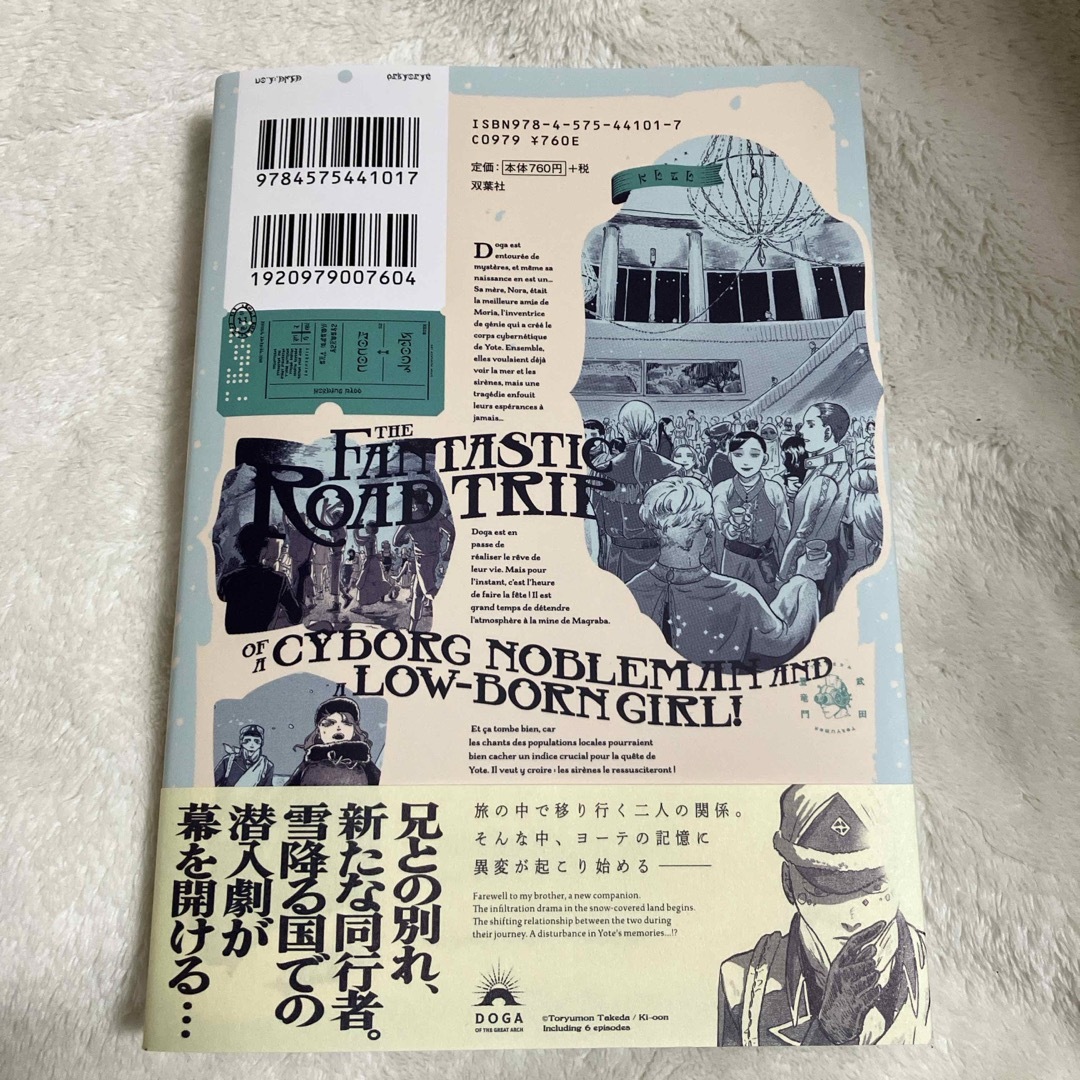 9784575441017
1920979007604
ISBN978-4-575-44101-7
C0979 ¥760E
定価：本体760円＋税
双葉社
Doga est
entourée de
mystères, et même sa
naissance en est un...
Sa mère, Nora, était
la meilleure amie de
Moria, l'inventrice
de génie qui a créé le
corps cybernétique
de Yote. Ensemble,
elles voulaient déjà
voir la mer et les
sirènes, mais une
tragédie enfouit
leurs espérances à
jamais...
THE
FANTASTIC
ROAD TRIP
Doga est en
passe de
réaliser le rêve de
leur vie. Mais pour
l'instant, c'est l'heure
de faire la fête ! Il est
grand temps de détendre
l'atmosphère à la mine de Magraba.
OF A CYBORG NOBLEMAN AND
A LOW-BORN GIRL!
武田
登竜門
Et ça tombe bien, car
les chants des populations locales pourraient
bien cacher un indice crucial pour la quête de
Yote. Il veut y croire : les sirènes le ressusciteront !
兄との別れ、
新たな同行者。
雪降る国での
潜入劇が
幕を開ける…
旅の中で移り行く二人の関係。
そんな中、ヨーテの記憶に
異変が起こり始める———
Farewell to my brother, a new companion.
The infiltration drama in the snow-covered land begins.
The shifting relationship between the two during
their journey. A disturbance in Yote's memories...!?
DOGA
OF THE GREAT ARCH
©Toryumon Takeda / Ki-oon
Including 6 episodes